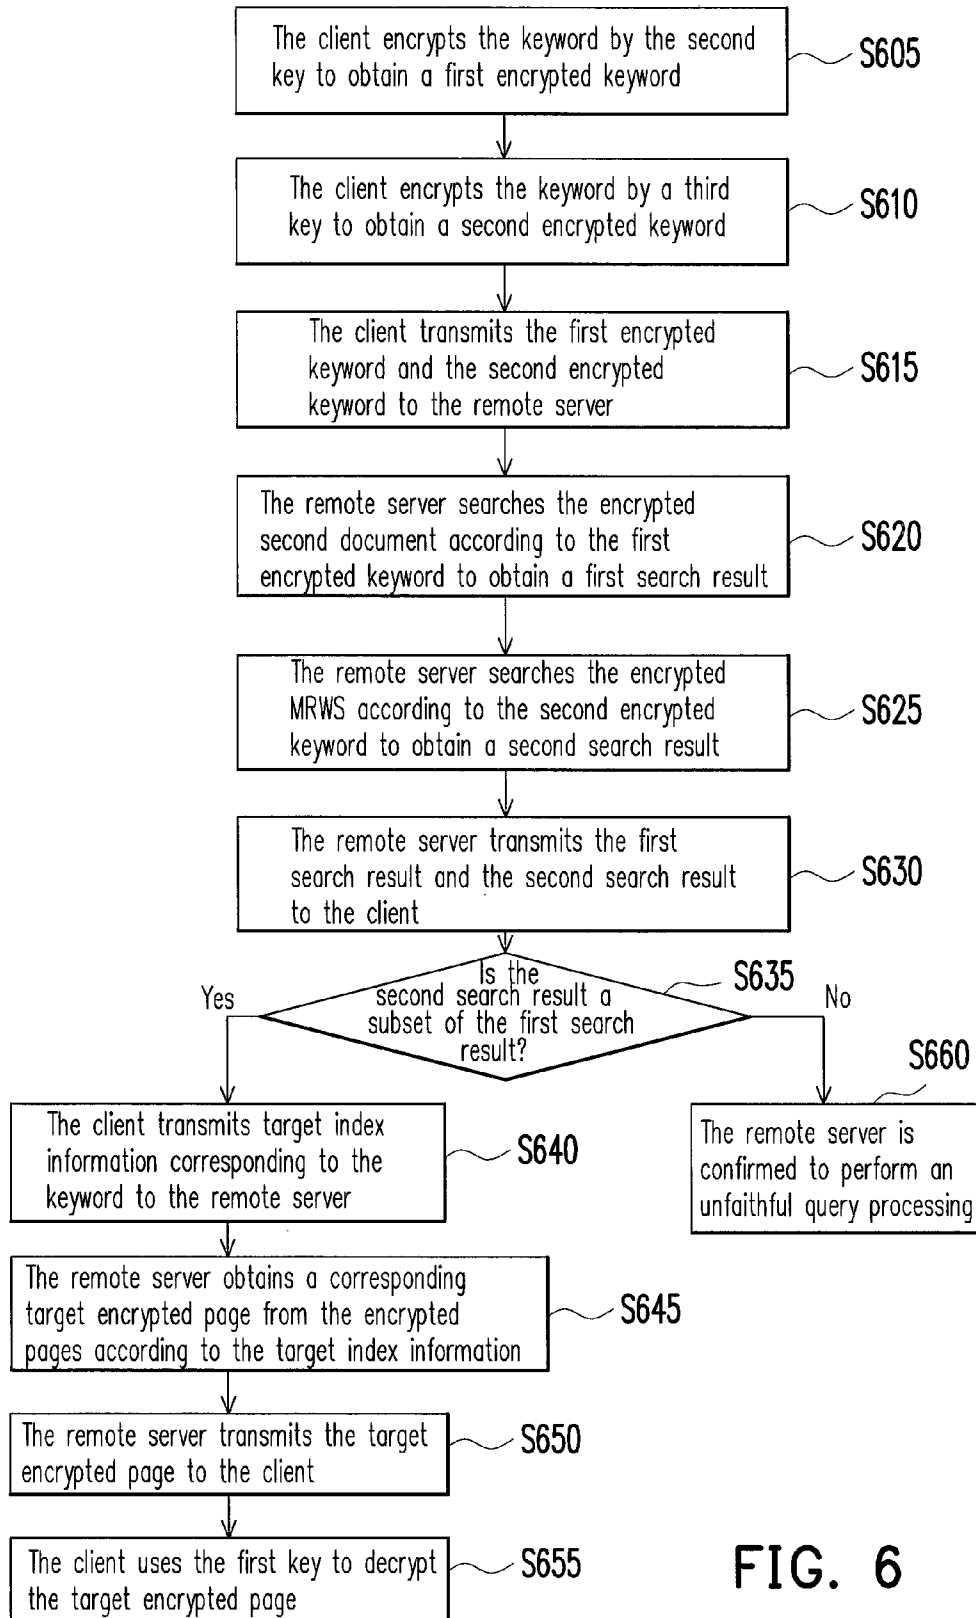 The client encrypts the keyword by the second
key to obtain a first encrypted keyword
S605
The client encrypts the keyword by a third
key to obtain a second encrypted keyword
S610
The client transmits the first encrypted
keyword and the second encrypted
keyword to the remote server
S615
The remote server searches the encrypted
second document according to the first
encrypted keyword to obtain a first search result
S620
The remote server searches the encrypted
MRWS according to the second encrypted
keyword to obtain a second search result
S625
The remote server transmits the first
search result and the second search result
to the client
S630
Is the
second search result a
subset of the first search
result?
S635
Yes
No
The client transmits target index
information corresponding to the
keyword to the remote server
S640
S660
The remote server is
confirmed to perform an
unfaithful query processing
The remote server obtains a corresponding
target encrypted page from the encrypted
pages according to the target index information
S645
The remote server transmits the target
encrypted page to the client
S650
The client uses the first key to decrypt
the target encrypted page
S655
FIG. 6